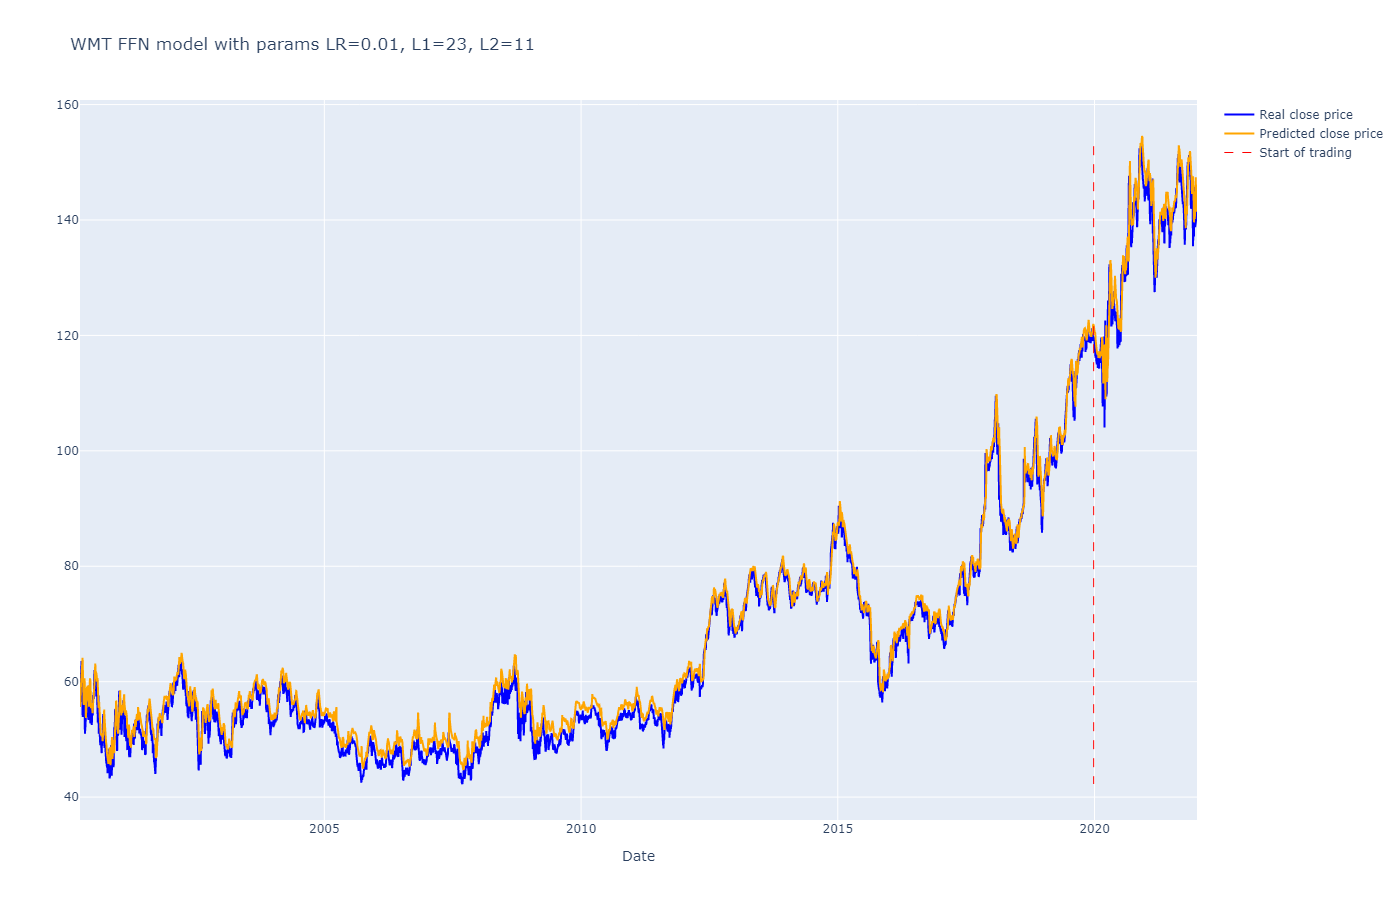 WMT FFN model with params LR=0.01, L1=23, L2=11
Real close price
Predicted close price
Start of trading
160
140
120
100
80
60
40
2005
2010
2015
2020
Date